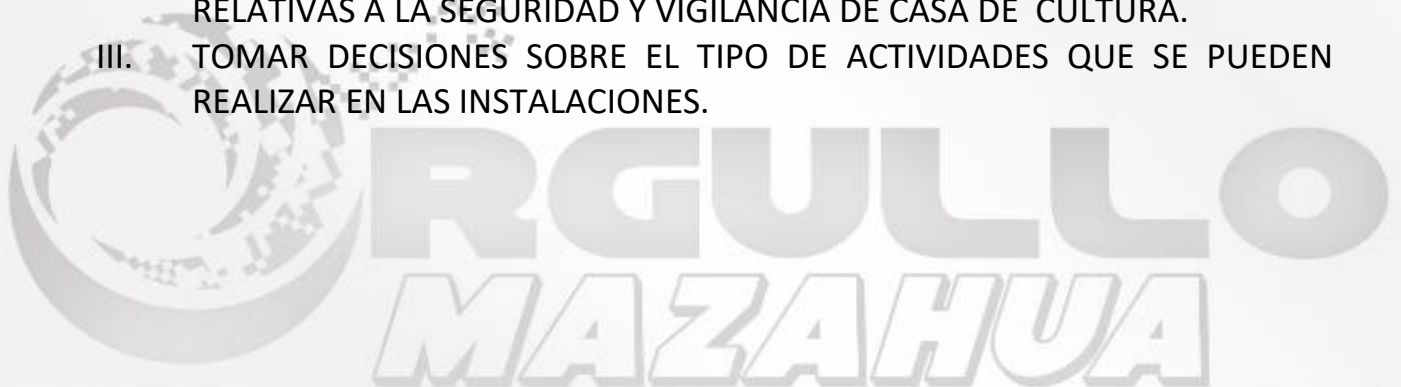 RELATIVAS A LA SEGURIDAD Y VIGILANCIA DE CASA DE CULTURA.
III. TOMAR DECISIONES SOBRE EL TIPO DE ACTIVIDADES QUE SE PUEDEN
REALIZAR EN LAS INSTALACIONES.
ORGULLO
MAZAHUA